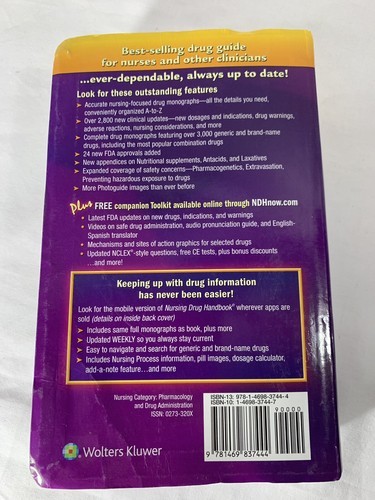 Best-selling drug guide
for nurses and other clinicians
...ever-dependable, always up to date!
Look for these outstanding features
➤ Accurate nursing-focused drug monographs—all the details you need,
conveniently organized A-to-Z
➤ Over 2,800 new clinical updates—new dosages and indications, drug warnings,
adverse reactions, nursing considerations, and more
➤ Complete drug monographs featuring over 3,000 generic and brand-name
drugs, including the most popular combination drugs
➤ 24 new FDA approvals added
➤ New appendices on Nutritional supplements, Antacids, and Laxatives
➤ Expanded coverage of safety concerns—Pharmacogenetics, Extravasation,
Preventing hazardous exposure to drugs
➤ More Photoguide images than ever before
Plus FREE companion Toolkit available online through NDHnow.com
• Latest FDA updates on new drugs, indications, and warnings
• Videos on safe drug administration, audio pronunciation guide, and English-
Spanish translator
• Mechanisms and sites of action graphics for selected drugs
• Updated NCLEX®-style questions, free CE tests, plus bonus discounts
...and more!
Keeping up with drug information
has never been easier!
Look for the mobile version of Nursing Drug Handbook® wherever apps are
sold (details on inside back cover)
➤ Includes same full monographs as book, plus more
➤ Updated WEEKLY so you always stay current
➤ Easy to navigate and search for generic and brand-name drugs
➤ Includes Nursing Process information, pill images, dosage calculator,
add-a-note feature...and more
Nursing Category: Pharmacology
and Drug Administration
ISSN: 0273-320X
ISBN-13: 978-1-4698-3744-4
ISBN-10: 1-4698-3744-7
90000
9 781469 837444
Wolters Kluwer